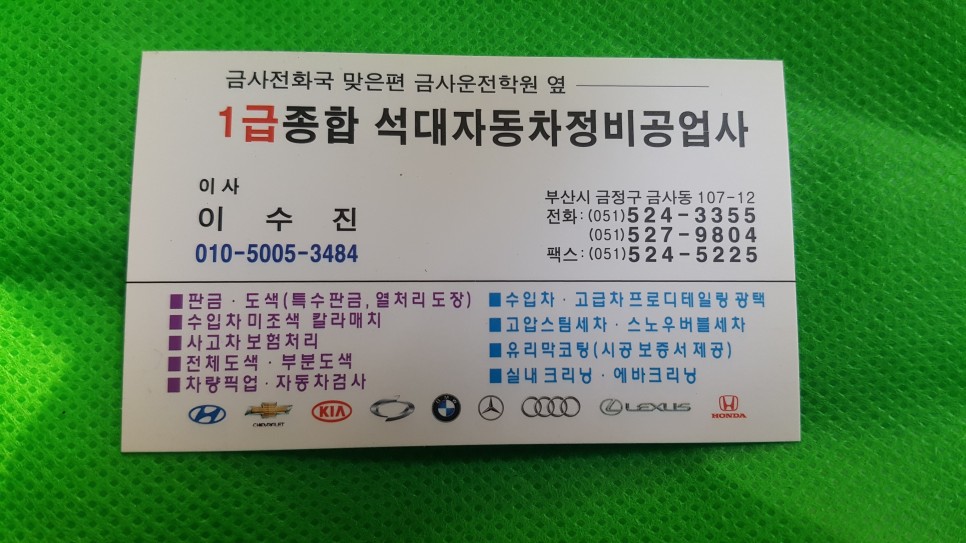 금사전화국 맞은편 금사운전학원 옆
1급종합 석대자동차정비공업사
이사
이 수 진
010-5005-3484
부산시 금정구 금사동 107-12
전화: (051)524-3355
(051)527-9804
팩스: (051)524-5225
■판금·도색(특수판금, 열처리 도장)
■수입차 미조색 칼라매치
■사고차 보험처리
■전체도색·부분도색
■차량픽업·자동차검사
■수입차·고급차 프로디테일링 광택
■고압스팀세차·스노우버블세차
■유리막코팅(시공 보증서 제공)
■실내크리닝·에바크리닝
CHEVROLET KIA LEXUS HONDA